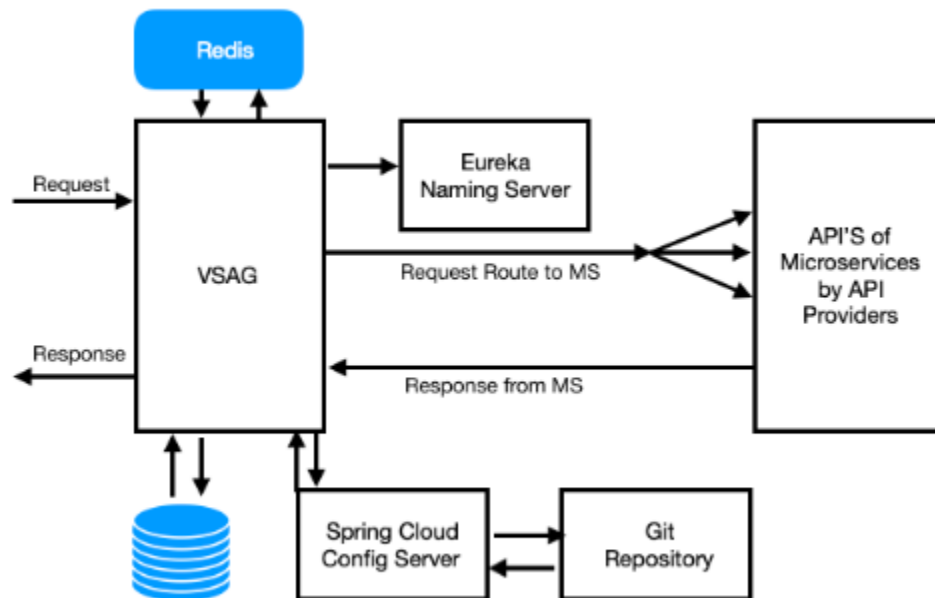 Redis
Request
Eureka
Naming Server
VSAG
Request Route to MS
API'S of
Microservices
by API
Providers
Response
Response from MS
Spring Cloud
Config Server
Git
Repository